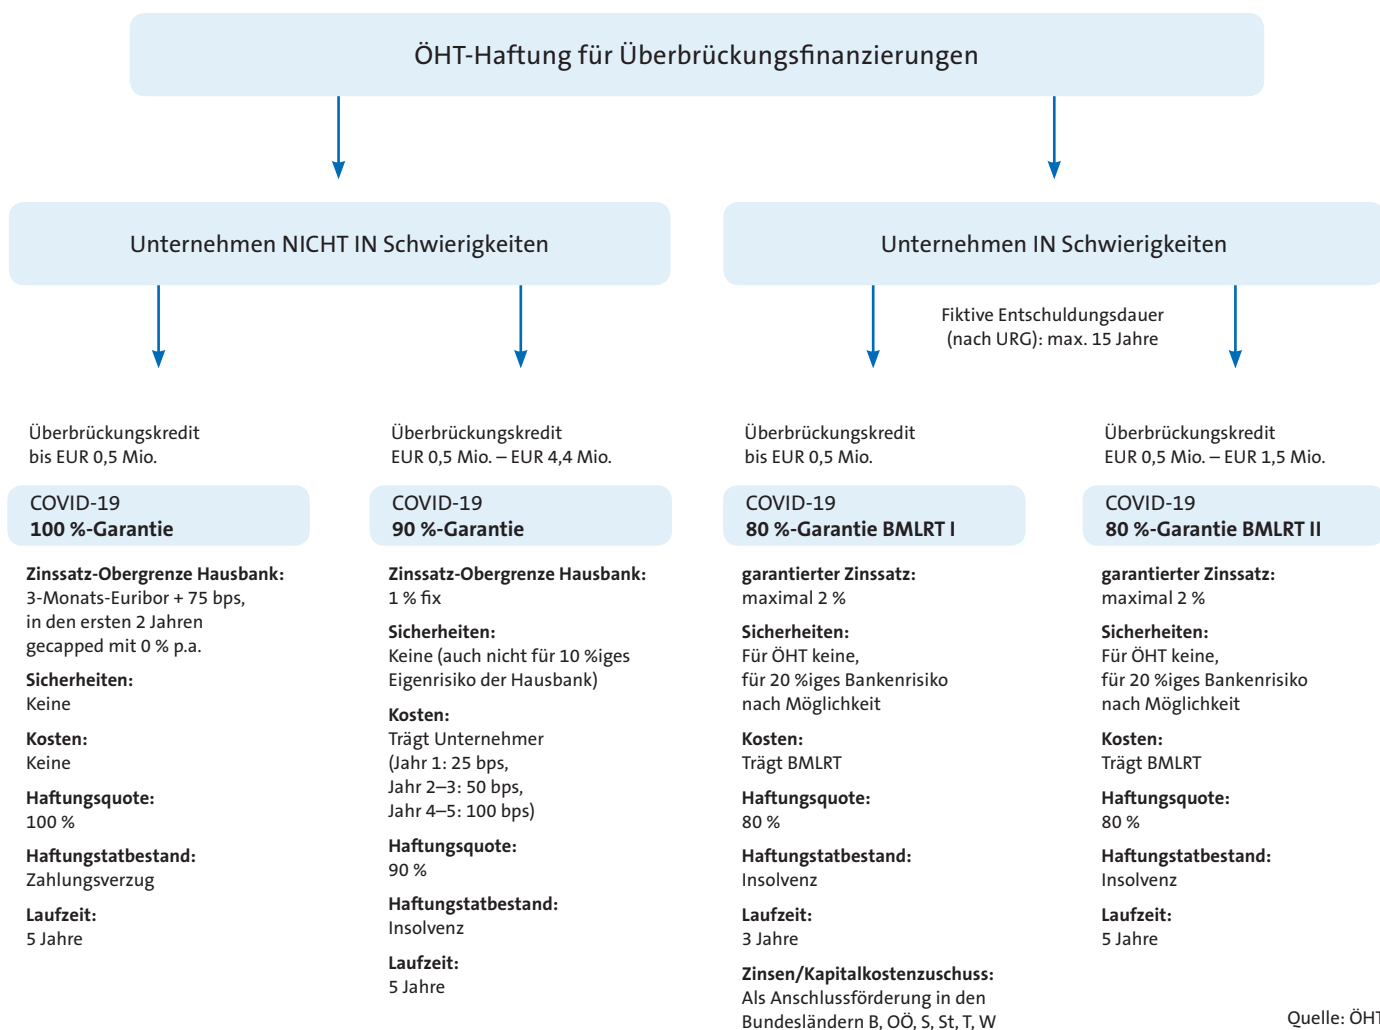 ÖHT-Haftung für Überbrückungsfinanzierungen
Unternehmen NICHT IN Schwierigkeiten
Unternehmen IN Schwierigkeiten
Fiktive Entschuldungsdauer
(nach URG): max. 15 Jahre
Überbrückungskredit
bis EUR 0,5 Mio.
COVID-19
100 %-Garantie
Zinssatz-Obergrenze Hausbank:
3-Monats-Euribor + 75 bps,
in den ersten 2 Jahren
gecapped mit 0 % p.a.
Sicherheiten:
Keine
Kosten:
Keine
Haftungsquote:
100 %
Haftungstatbestand:
Zahlungsverzug
Laufzeit:
5 Jahre
Überbrückungskredit
EUR 0,5 Mio. – EUR 4,4 Mio.
COVID-19
90 %-Garantie
Zinssatz-Obergrenze Hausbank:
1 % fix
Sicherheiten:
Keine (auch nicht für 10 %iges
Eigenrisiko der Hausbank)
Kosten:
Trägt Unternehmer
(Jahr 1: 25 bps,
Jahr 2–3: 50 bps,
Jahr 4–5: 100 bps)
Haftungsquote:
90 %
Haftungstatbestand:
Insolvenz
Laufzeit:
5 Jahre
Überbrückungskredit
bis EUR 0,5 Mio.
COVID-19
80 %-Garantie BMLRT I
garantierter Zinssatz:
maximal 2 %
Sicherheiten:
Für ÖHT keine,
für 20 %iges Bankenrisiko
nach Möglichkeit
Kosten:
Trägt BMLRT
Haftungsquote:
80 %
Haftungstatbestand:
Insolvenz
Laufzeit:
3 Jahre
Zinsen/Kapitalkostenzuschuss:
Als Anschlussförderung in den
Bundesländern B, OÖ, S, St, T, W
Überbrückungskredit
EUR 0,5 Mio. – EUR 1,5 Mio.
COVID-19
80 %-Garantie BMLRT II
garantierter Zinssatz:
maximal 2 %
Sicherheiten:
Für ÖHT keine,
für 20 %iges Bankenrisiko
nach Möglichkeit
Kosten:
Trägt BMLRT
Haftungsquote:
80 %
Haftungstatbestand:
Insolvenz
Laufzeit:
5 Jahre
Quelle: ÖHT